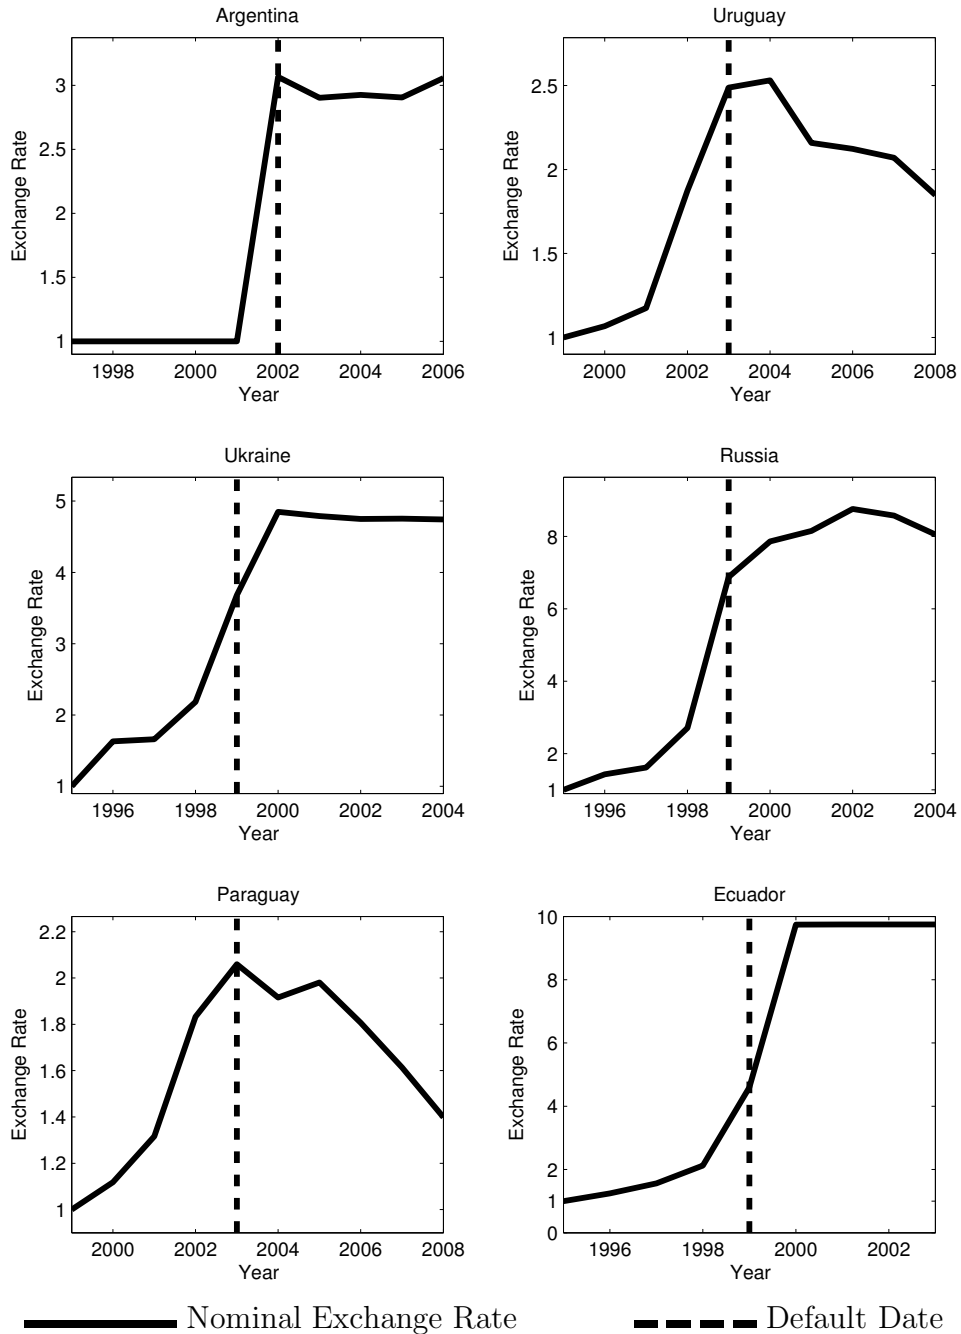 Argentina
Exchange Rate
3
2.5
2
1.5
1
1998 2000 2002 2004 2006
Year
Uruguay
Exchange Rate
2.5
2
1.5
1
2000 2002 2004 2006 2008
Year
Ukraine
Exchange Rate
5
4
3
2
1
1996 1998 2000 2002 2004
Year
Russia
Exchange Rate
8
6
4
2
1
1996 1998 2000 2002 2004
Year
Paraguay
Exchange Rate
2.2
2
1.8
1.6
1.4
1.2
1
2000 2002 2004 2006 2008
Year
Ecuador
Exchange Rate
10
8
6
4
2
1
0
1996 1998 2000 2002
Year
Nominal Exchange Rate Default Date